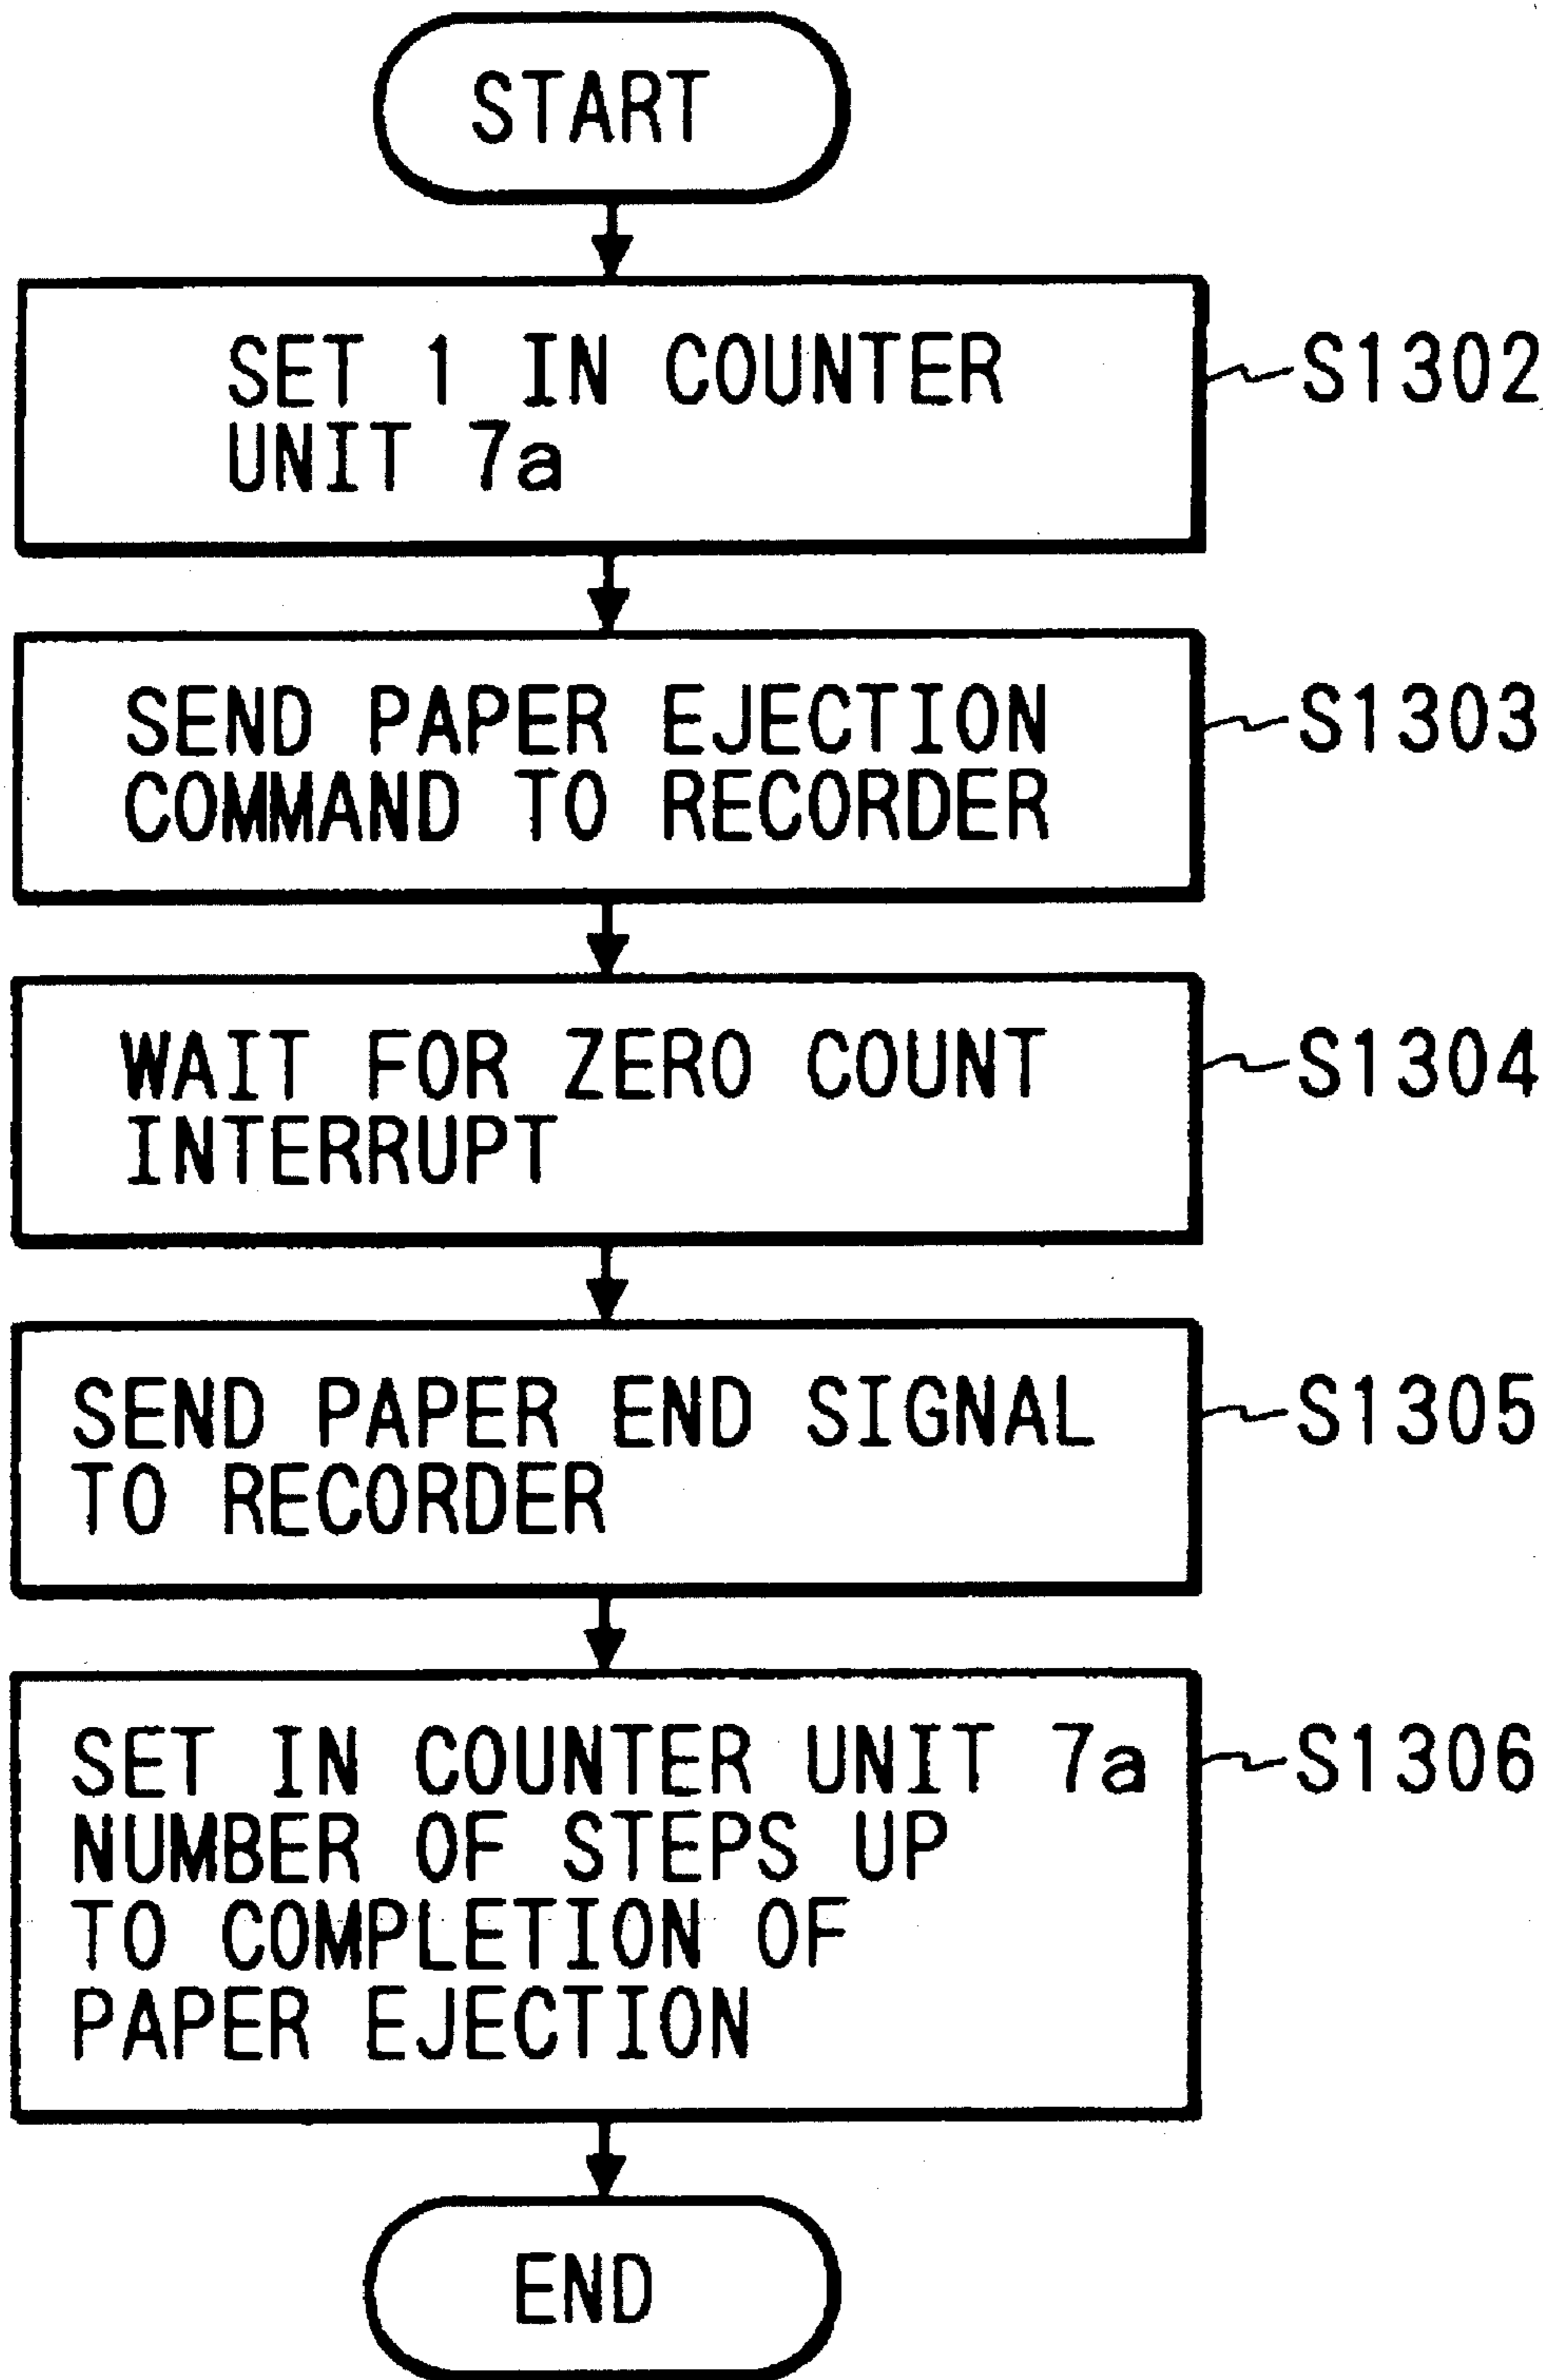 START
SET 1 IN COUNTER
UNIT 7a
S1302
SEND PAPER EJECTION
COMMAND TO RECORDER
S1303
WAIT FOR ZERO COUNT
INTERRUPT
S1304
SEND PAPER END SIGNAL
TO RECORDER
S1305
SET IN COUNTER UNIT 7a
NUMBER OF STEPS UP
TO COMPLETION OF
PAPER EJECTION
S1306
END